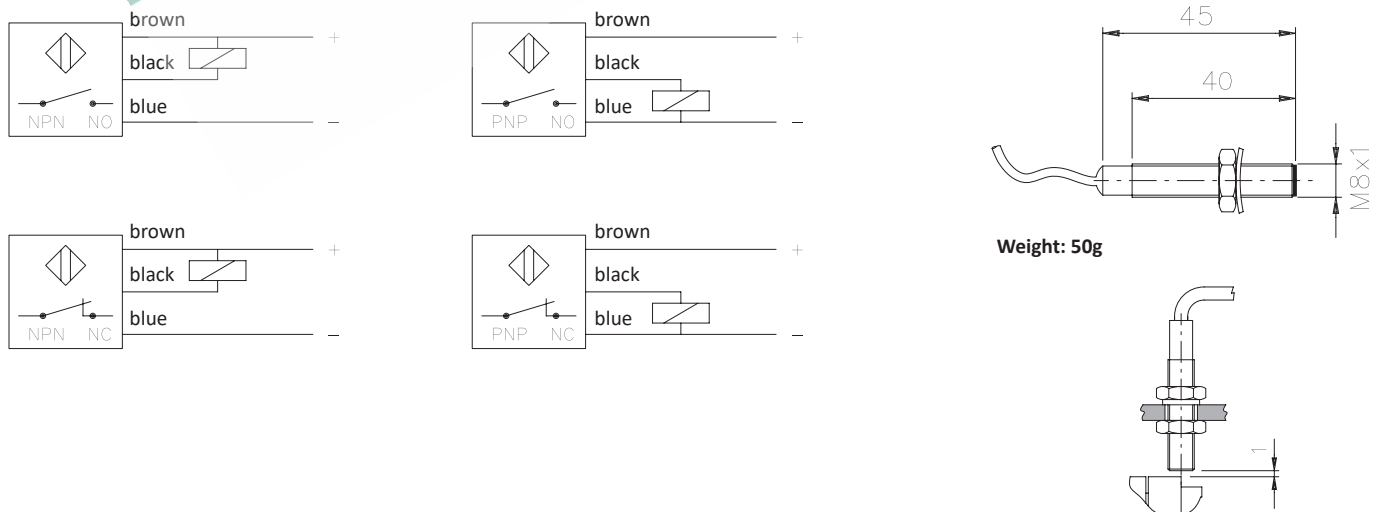 brown
+
black
blue
NPN NO
−
brown
+
black
blue
PNP NO
−
brown
+
black
blue
NPN NC
−
brown
+
black
blue
PNP NC
−
45
40
M8x1
Weight: 50g
1